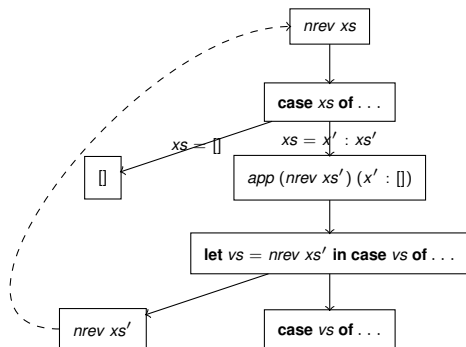 nrev xs
case xs of . . .
xs = []
xs = x′ : xs′
[]
app (nrev xs′) (x′ : [])
let vs = nrev xs′ in case vs of . . .
nrev xs′
case vs of . . .